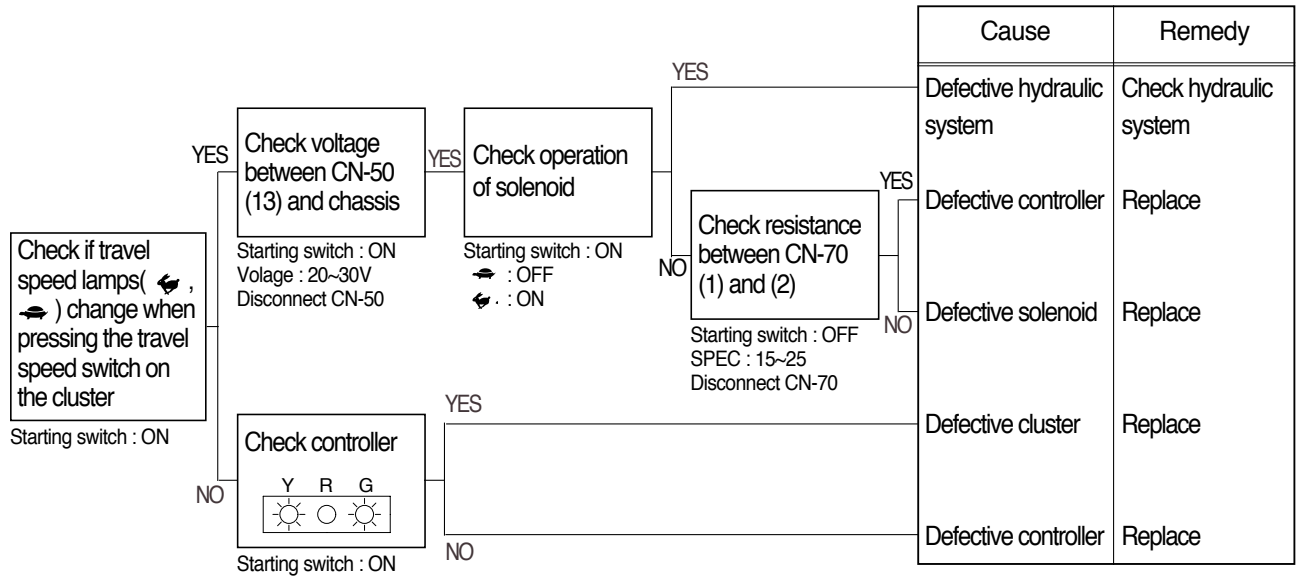 Cause
Remedy
YES
Defective hydraulic
system
Check hydraulic
system
YES
Check voltage
between CN-50
(13) and chassis
Starting switch : ON
Volage : 20~30V
Disconnect CN-50
YES
Check operation
of solenoid
Starting switch : ON
: OFF
: ON
NO
Check resistance
between CN-70
(1) and (2)
Starting switch : OFF
SPEC : 15~25
Disconnect CN-70
YES
Defective controller
Replace
NO
Defective solenoid
Replace
Check if travel
speed lamps( ,
) change when
pressing the travel
speed switch on
the cluster
Starting switch : ON
NO
Check controller
Y R G
Starting switch : ON
YES
Defective cluster
Replace
NO
Defective controller
Replace